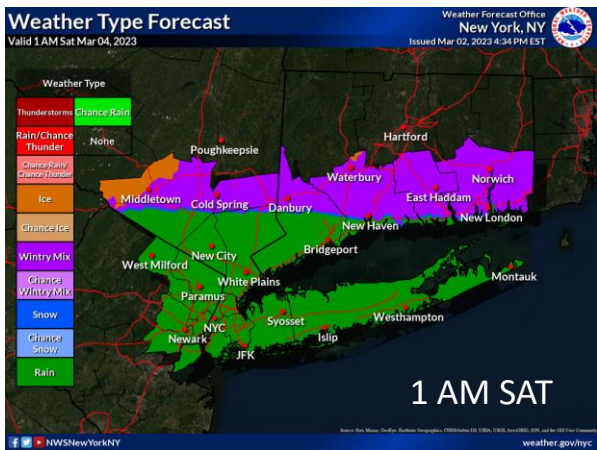 Weather Type Forecast
Valid 1 AM Sat Mar 04, 2023
Weather Forecast Office
New York, NY
Issued Mar 02, 2023 4:34 PM EST
Weather Type
Thunderstorms
Chance Rain
Rain/Chance
Thunder
None
Chance Rain/
Chance Thunder
Ice
Chance Ice
Wintry Mix
Chance
Wintry Mix
Snow
Chance
Snow
Rain
Poughkeepsie
Hartford
Waterbury
Norwich
Middletown
Cold Spring
Danbury
East Haddam
New Haven
New London
New City
Bridgeport
West Milford
White Plains
Montauk
Paramus
NYC
Syosset
Westhampton
Newark
Islip
JFK
1 AM SAT
NWSNewYorkNY
weather.gov/nyc